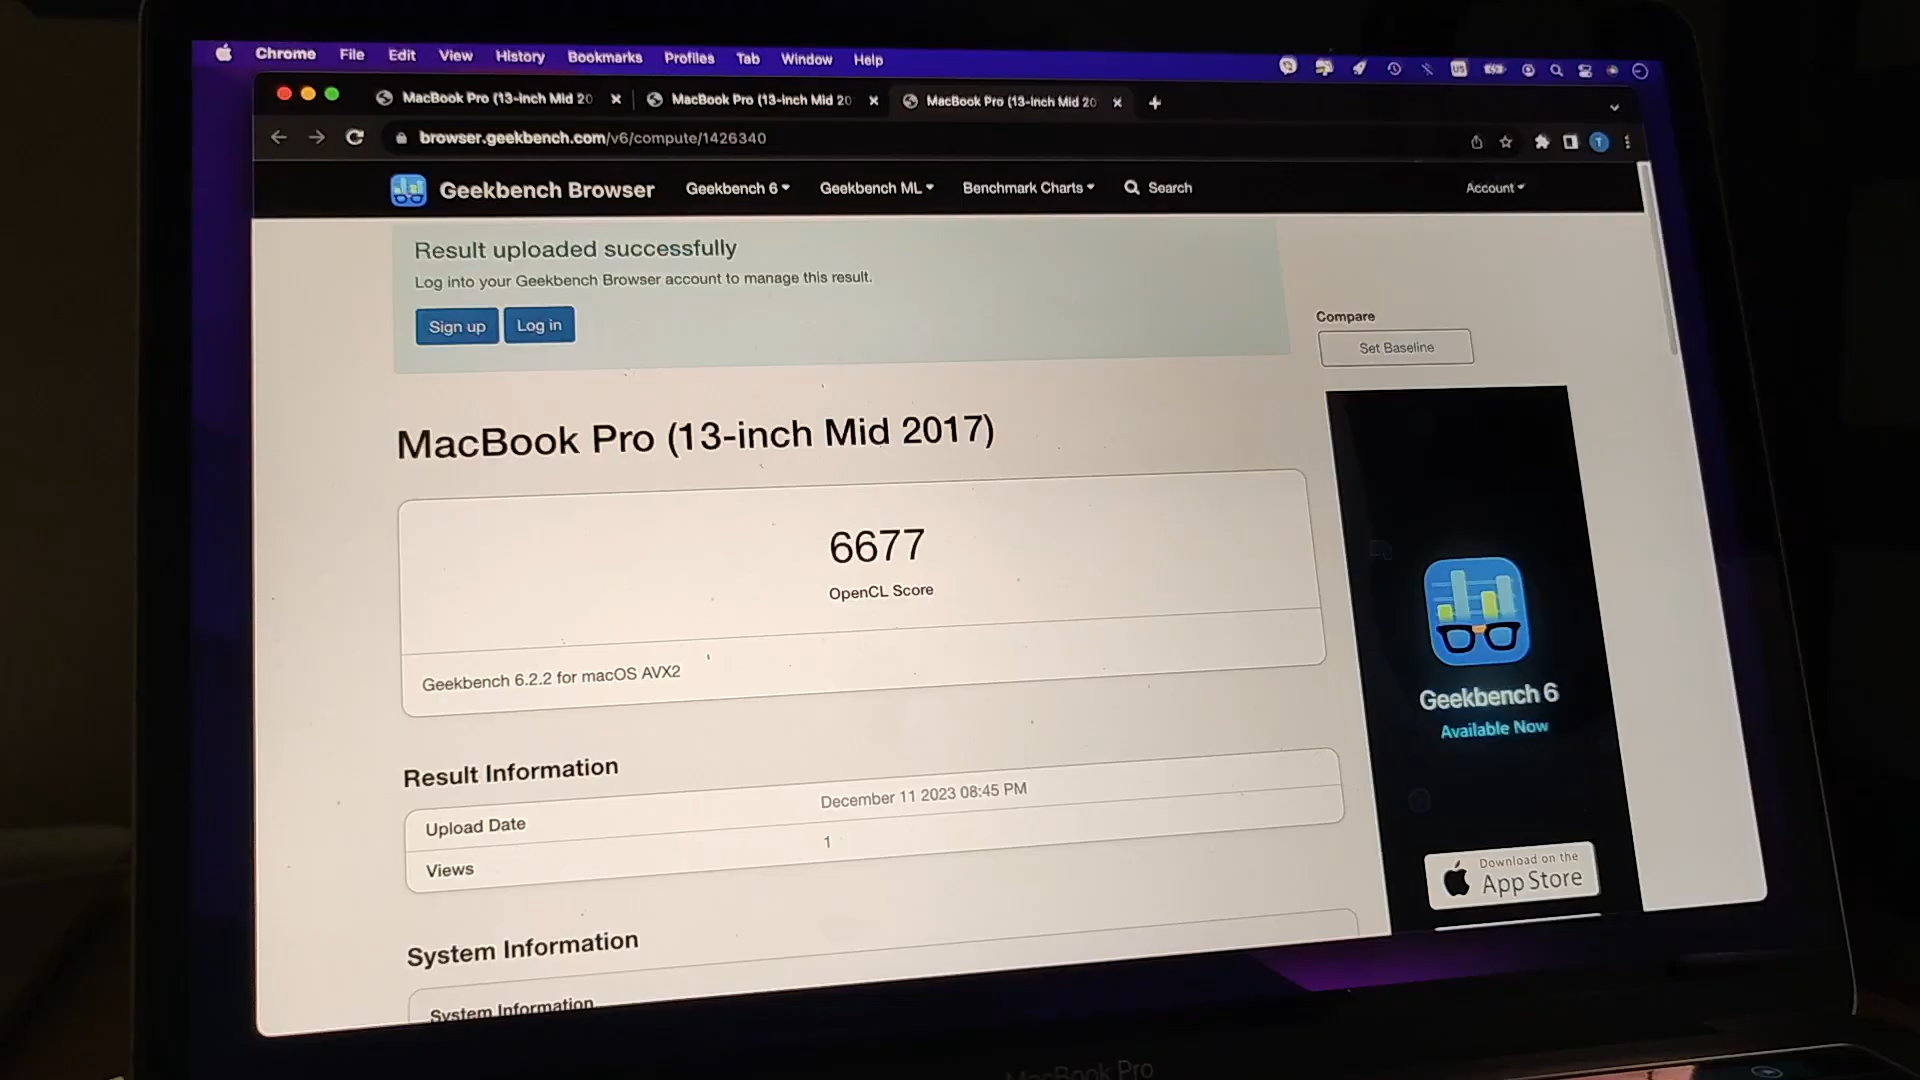 Chrome File Edit View History Bookmarks Profiles Tab Window Help
US
MacBook Pro (13-inch Mid 20 MacBook Pro (13-inch Mid 20 MacBook Pro (13-inch Mid 20
browser.geekbench.com/v6/compute/1426340
T
Geekbench Browser Geekbench 6 Geekbench ML Benchmark Charts Search Account
Result uploaded successfully
Log into your Geekbench Browser account to manage this result.
Sign up Log in
Compare
Set Baseline
MacBook Pro (13-inch Mid 2017)
6677
OpenCL Score
Geekbench 6.2.2 for macOS AVX2
Geekbench 6
Available Now
Result Information
Upload Date December 11 2023 08:45 PM
Views 1
Download on the
App Store
System Information
System Information
MacBook Pro